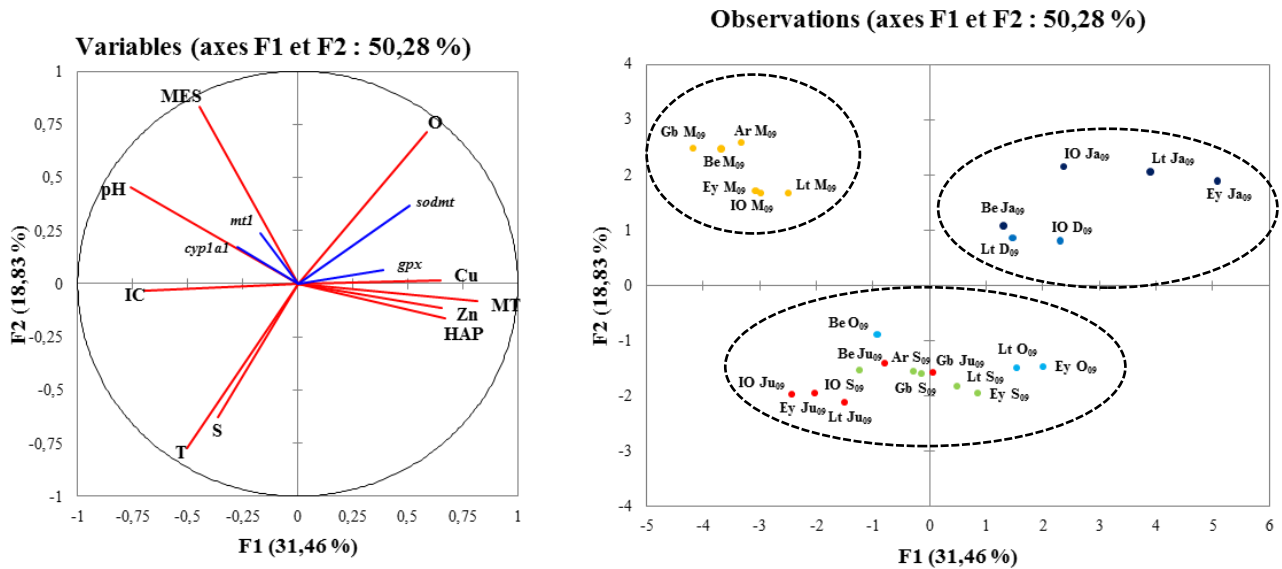 Variables (axes F1 et F2 : 50,28 %)
1
0,75
0,5
0,25
0
-0,25
-0,5
-0,75
-1
F2 (18,83 %)
MES
O
pH
mt1
sodmt
cyp1a1
gpx
Cu
IC
MT
Zn
HAP
S
T
-1 -0,75 -0,5 -0,25 0 0,25 0,5 0,75 1
F1 (31,46 %)
Observations (axes F1 et F2 : 50,28 %)
4
3
2
1
0
-1
-2
-3
-4
F2 (18,83 %)
Gb M09
Ar M09
Be M09
Ey M09
Lt M09
IO M09
IO Ja09
Lt Ja09
Ey Ja09
Be Ja09
IO D09
Lt D09
Be O09
Be Ju09
Ar S09
Gb Ju09
Lt O09
Ey O09
IO Ju09
IO S09
Gb S09
Lt S09
Ey S09
Ey Ju09
Lt Ju09
-5 -4 -3 -2 -1 0 1 2 3 4 5 6
F1 (31,46 %)